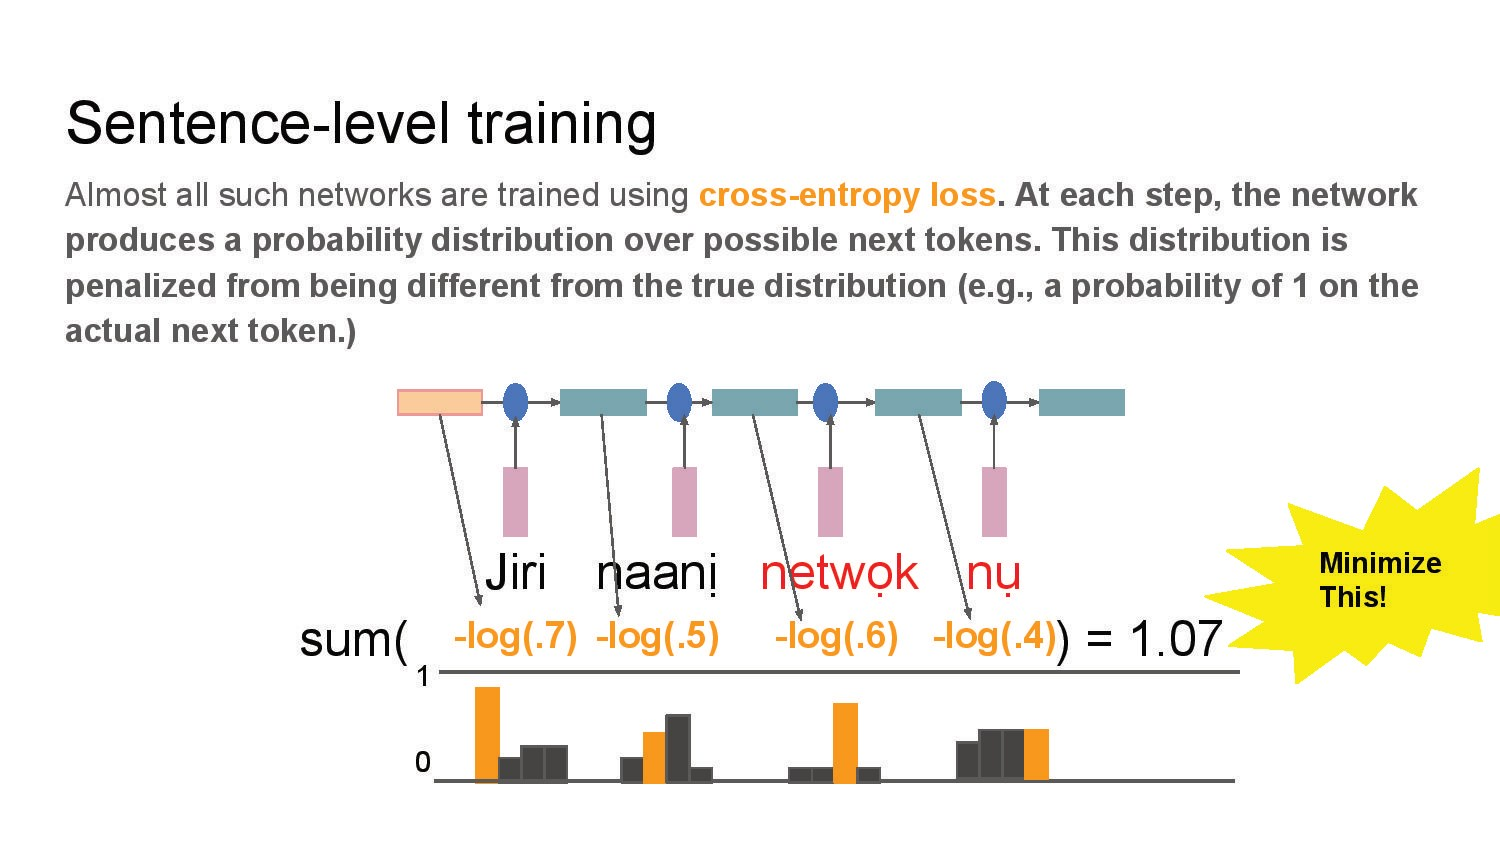 Sentence-level training
Almost all such networks are trained using cross-entropy loss. At each step, the network
produces a probability distribution over possible next tokens. This distribution is
penalized from being different from the true distribution (e.g., a probability of 1 on the
actual next token.)
Jiri naanị netwọk nụ
Minimize
This!
sum( -log(.7) -log(.5) -log(.6) -log(.4) ) = 1.07
1
0